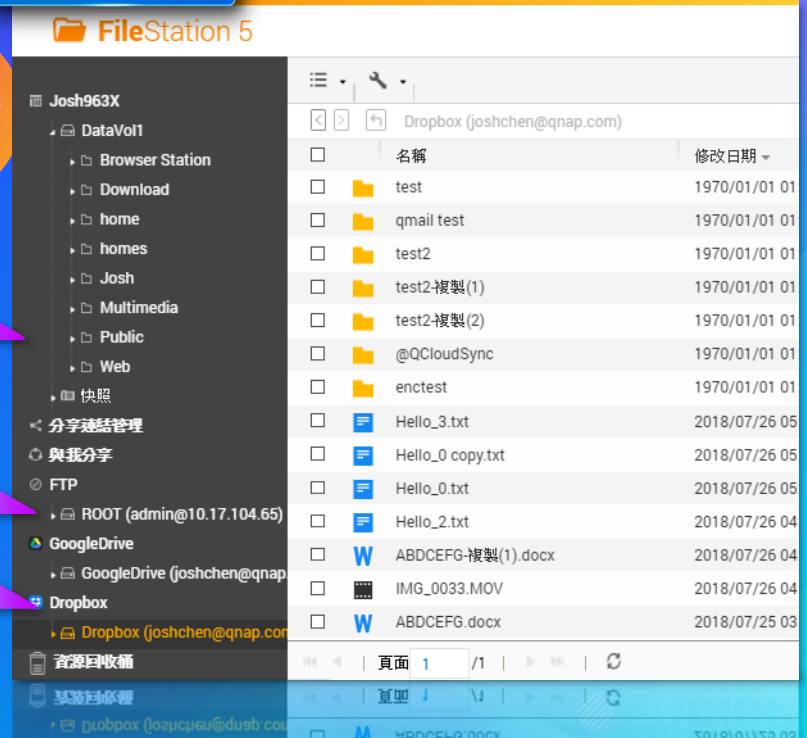 FileStation 5
Josh963X
DataVol1
Browser Station
Download
home
homes
Josh
Multimedia
Public
Web
快照
分享連結管理
與我分享
FTP
ROOT (admin@10.17.104.65)
GoogleDrive
GoogleDrive (joshchen@qnap.
Dropbox
Dropbox (joshchen@qnap.con
資源回收桶
Dropbox (joshchen@qnap.com)
名稱 修改日期
test 1970/01/01 01
qmail test 1970/01/01 01
test2 1970/01/01 01
test2-複製(1) 1970/01/01 01
test2-複製(2) 1970/01/01 01
@QCloudSync 1970/01/01 01
enctest 1970/01/01 01
Hello_3.txt 2018/07/26 05
Hello_0 copy.txt 2018/07/26 05
Hello_0.txt 2018/07/26 05
Hello_2.txt 2018/07/26 04
ABDCEFG-複製(1).docx 2018/07/26 04
IMG_0033.MOV 2018/07/26 04
ABDCEFG.docx 2018/07/25 03
頁面 1 /1